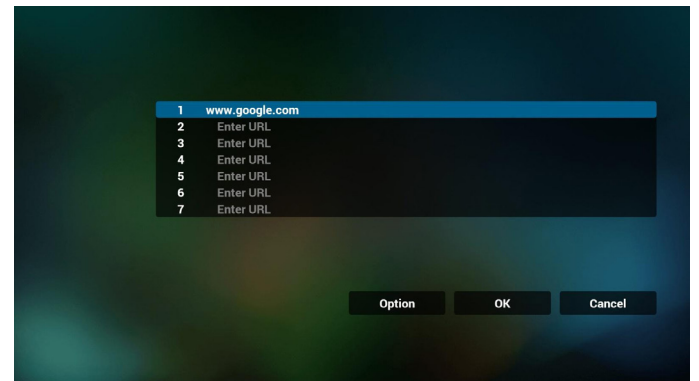 1 www.google.com
2 Enter URL
3 Enter URL
4 Enter URL
5 Enter URL
6 Enter URL
7 Enter URL
Option OK Cancel